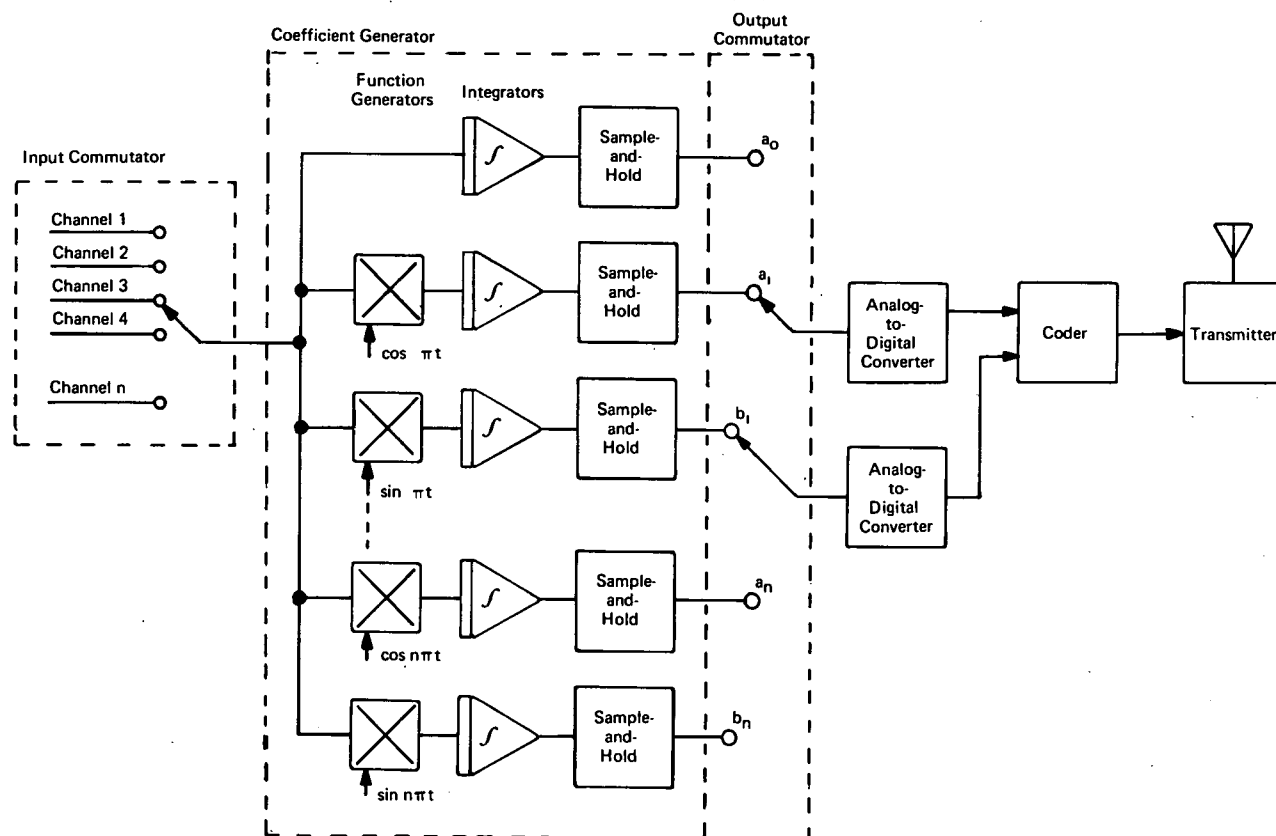 Output
Commutator
Coefficient Generator
Function
Generators
Integrators
Input Commutator
Channel 1
Channel 2
Channel 3
Channel 4
Channel n
∫
Sample-
and-
Hold
a₀
cos πt
∫
Sample-
and-
Hold
a₁
sin πt
∫
Sample-
and-
Hold
b₁
cos nπt
∫
Sample-
and-
Hold
aₙ
sin nπt
∫
Sample-
and-
Hold
bₙ
Analog-
to-
Digital
Converter
Analog-
to-
Digital
Converter
Coder
Transmitter